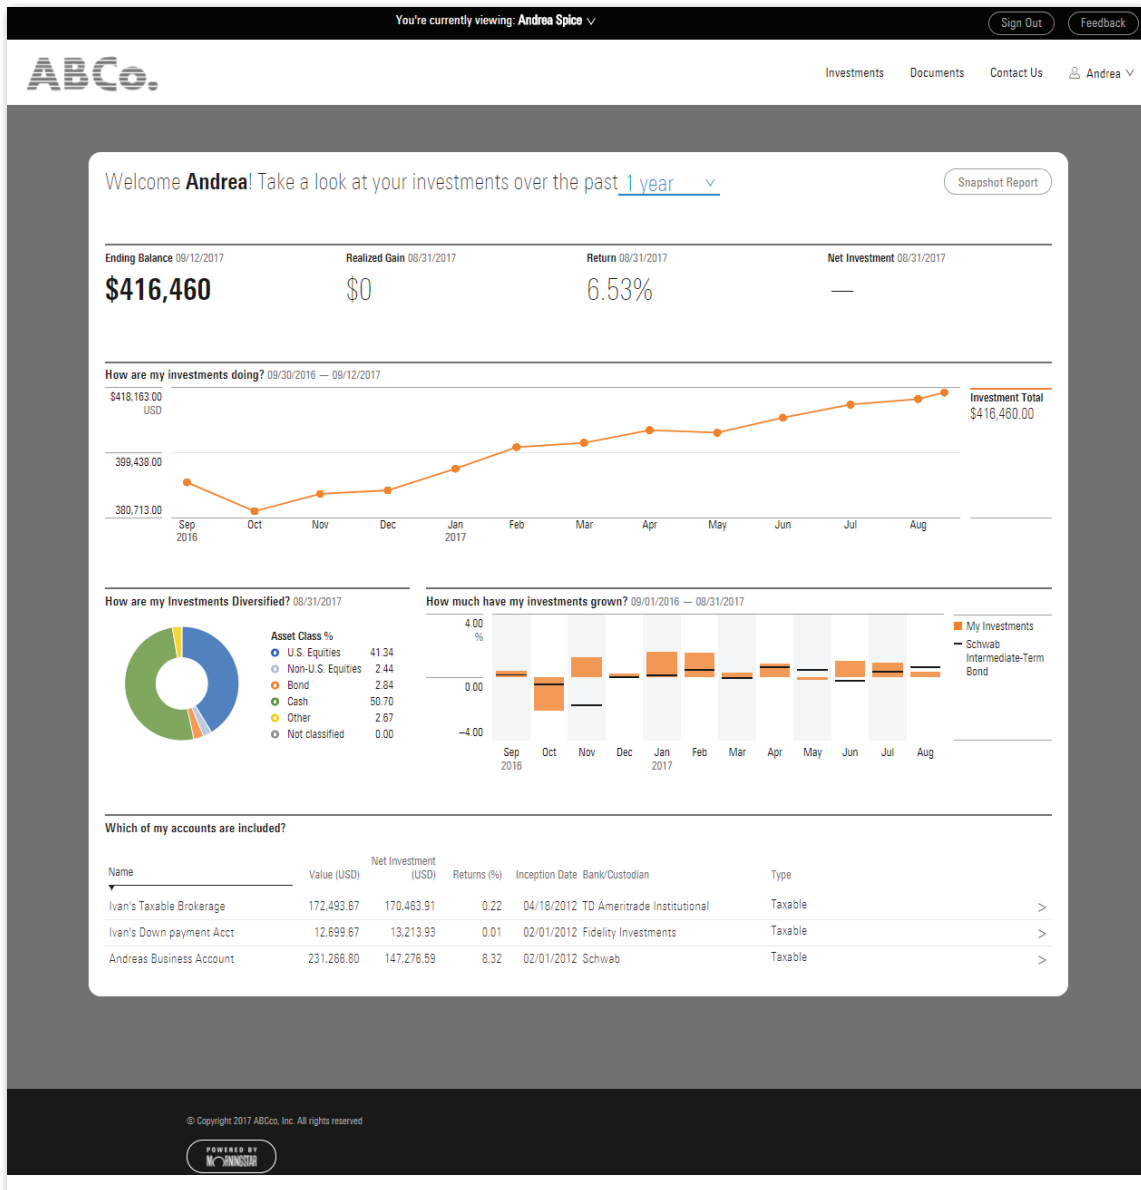 You're currently viewing: Andrea Spice
Sign Out
Feedback
ABCo.
Investments
Documents
Contact Us
Andrea
Welcome Andrea! Take a look at your investments over the past 1 year
Snapshot Report
Ending Balance 09/12/2017
$416,460
Realized Gain 08/31/2017
$0
Return 08/31/2017
6.53%
Net Investment 08/31/2017
—
How are my investments doing? 09/30/2016 — 09/12/2017
$418,163.00
USD
399,438.00
380,713.00
Sep Oct Nov Dec Jan Feb Mar Apr May Jun Jul Aug
2016 2017
Investment Total
$416,460.00
How are my Investments Diversified? 08/31/2017
Asset Class %
U.S. Equities 41.34
Non-U.S. Equities 2.44
Bond 2.84
Cash 50.70
Other 2.67
Not classified 0.00
How much have my investments grown? 09/01/2016 — 08/31/2017
4.00
%
0.00
–4.00
Sep Oct Nov Dec Jan Feb Mar Apr May Jun Jul Aug
2016 2017
My Investments
Schwab
Intermediate-Term
Bond
Which of my accounts are included?
Name Value (USD) Net Investment (USD) Returns (%) Inception Date Bank/Custodian Type
Ivan's Taxable Brokerage 172,493.67 170,463.91 0.22 04/18/2012 TD Ameritrade Institutional Taxable >
Ivan's Down payment Acct 12,699.67 13,213.93 0.01 02/01/2012 Fidelity Investments Taxable >
Andreas Business Account 231,266.80 147,276.59 8.32 02/01/2012 Schwab Taxable >
© Copyright 2017 ABCco, Inc. All rights reserved
POWERED BY
MORNINGSTAR